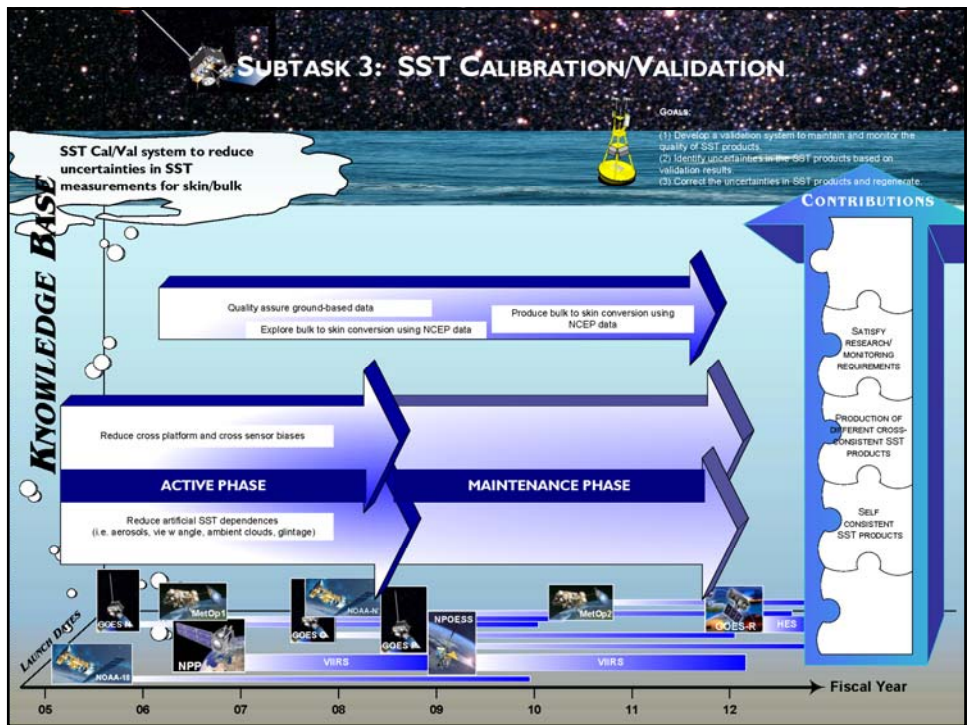 SUBTASK 3: SST CALIBRATION/VALIDATION
GOALS:
(1) Develop a validation system to maintain and monitor the
quality of SST products
(2) Identify uncertainties in the SST products based on
validation results
(3) Correct the uncertainties in SST products and regenerate.
SST Cal/Val system to reduce
uncertainties in SST
measurements for skin/bulk
KNOWLEDGE BASE
CONTRIBUTIONS
Quality assure ground-based data
Explore bulk to skin conversion using NCEP data
Produce bulk to skin conversion using
NCEP data
SATISFY
RESEARCH/
MONITORING
REQUIREMENTS
Reduce cross platform and cross sensor biases
PRODUCTION OF
DIFFERENT CROSS-
CONSISTENT SST
PRODUCTS
ACTIVE PHASE
MAINTENANCE PHASE
Reduce artificial SST dependences
(i.e. aerosols, vie w angle, ambient clouds, glintage)
SELF
CONSISTENT
SST PRODUCTS
LAUNCH DATES
GOES N
MetOp1
NOAA-N'
GOES O
GOES
NPOESS
MetOp2
GOES-R
HES
NPP
NOAA-18
VIIRS
VIIRS
Fiscal Year
05 06 07 08 09 10 11 12